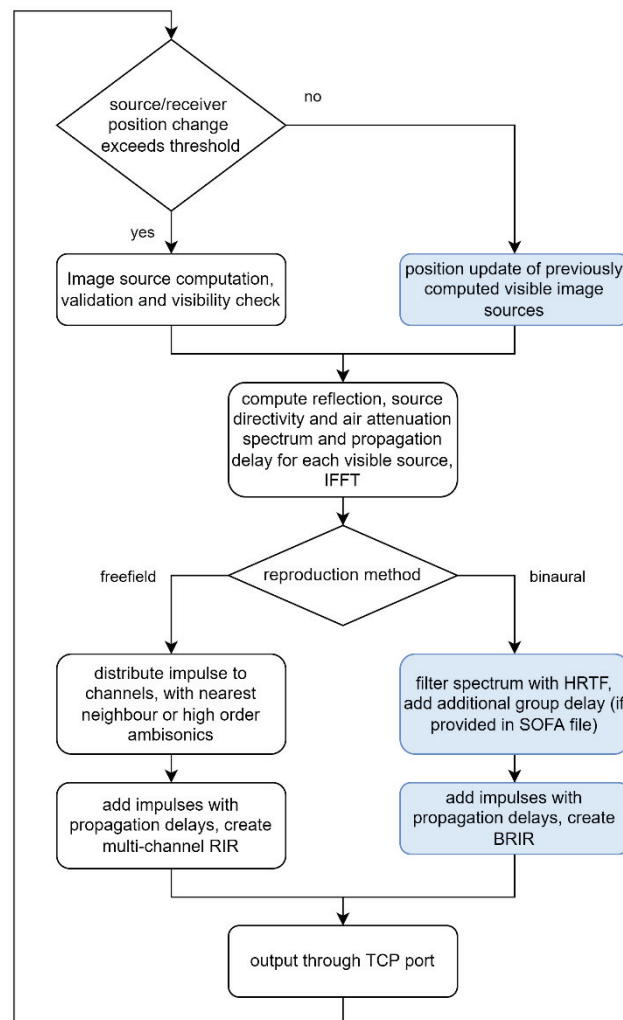 source/receiver
position change
exceeds threshold
no
yes
Image source computation,
validation and visibility check
position update of previously
computed visible image
sources
compute reflection, source
directivity and air attenuation
spectrum and propagation
delay for each visible source,
IFFT
reproduction method
freefield
binaural
distribute impulse to
channels, with nearest
neighbour or high order
ambisonics
filter spectrum with HRTF,
add additional group delay (if
provided in SOFA file)
add impulses with
propagation delays, create
multi-channel RIR
add impulses with
propagation delays, create
BRIR
output through TCP port